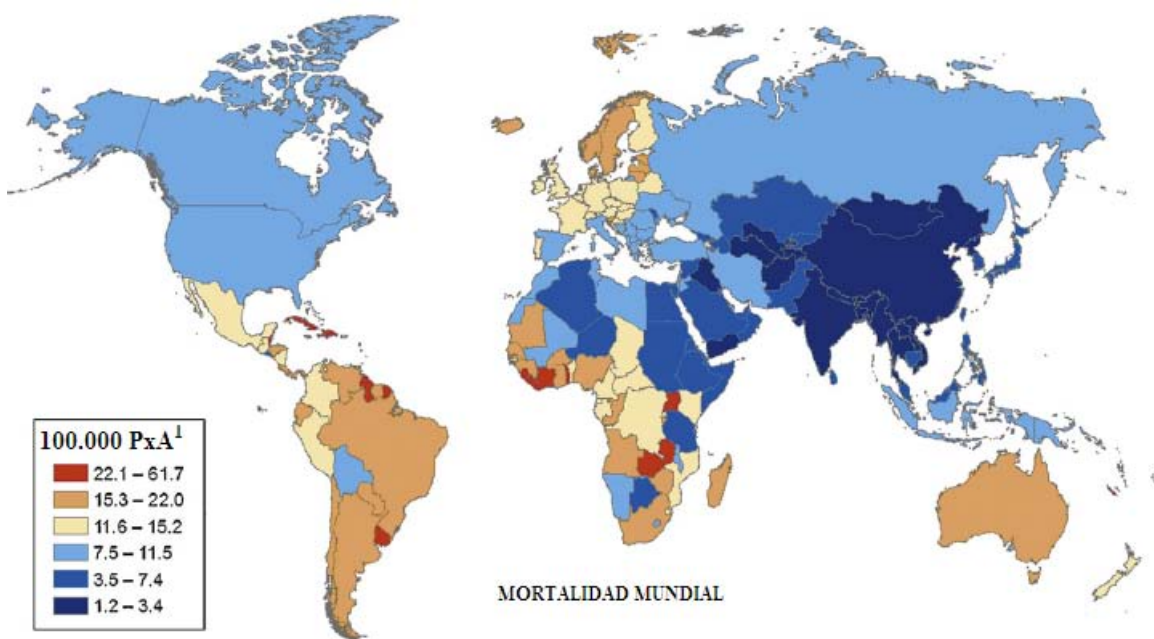 100.000 PxA¹
22.1 – 61.7
15.3 – 22.0
11.6 – 15.2
7.5 – 11.5
3.5 – 7.4
1.2 – 3.4
MORTALIDAD MUNDIAL